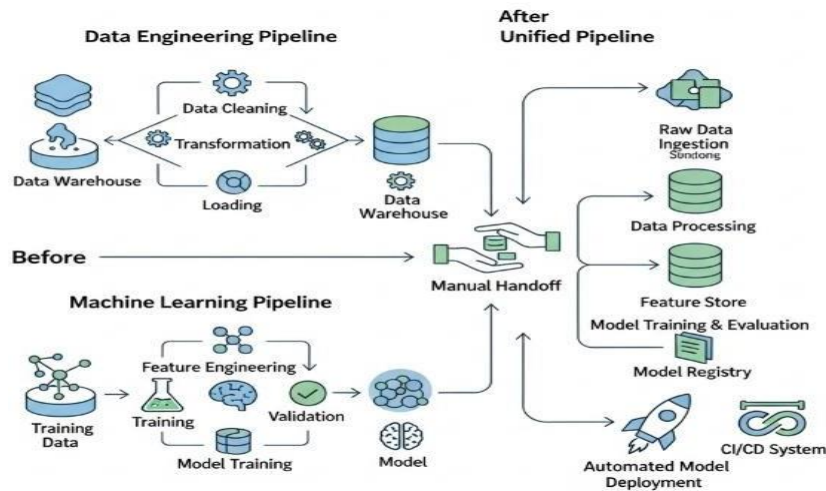 Data Engineering Pipeline
Data Cleaning
Transformation
Loading
Data Warehouse
Data
Warehouse
Before
Manual Handoff
Machine Learning Pipeline
Feature Engineering
Training
Data
Training
Validation
Model Training
Model
After
Unified Pipeline
Raw Data
Ingestion
Data Processing
Feature Store
Model Training & Evaluation
Model Registry
Automated Model
Deployment
CI/CD System